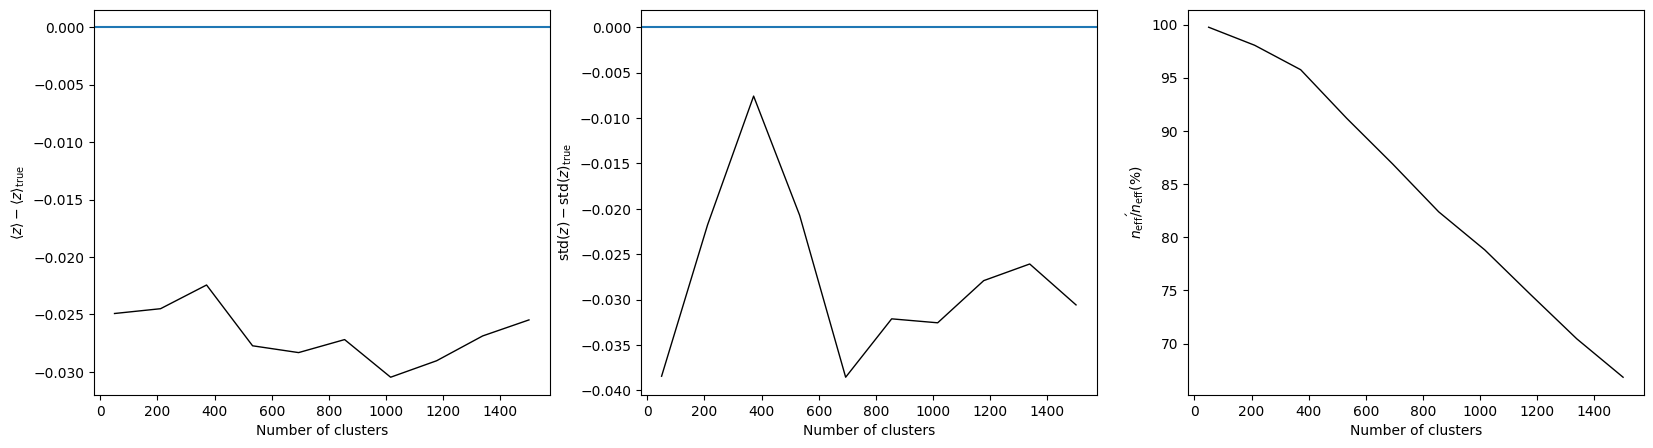 0.000
−0.005
−0.010
−0.015
−0.020
−0.025
−0.030
⟨z⟩ − ⟨z⟩true
0 200 400 600 800 1000 1200 1400
Number of clusters
0.000
−0.005
−0.010
−0.015
−0.020
−0.025
−0.030
−0.035
−0.040
std(z) − std(z)true
0 200 400 600 800 1000 1200 1400
Number of clusters
100
95
90
85
80
75
70
neff′/neff(%)
0 200 400 600 800 1000 1200 1400
Number of clusters